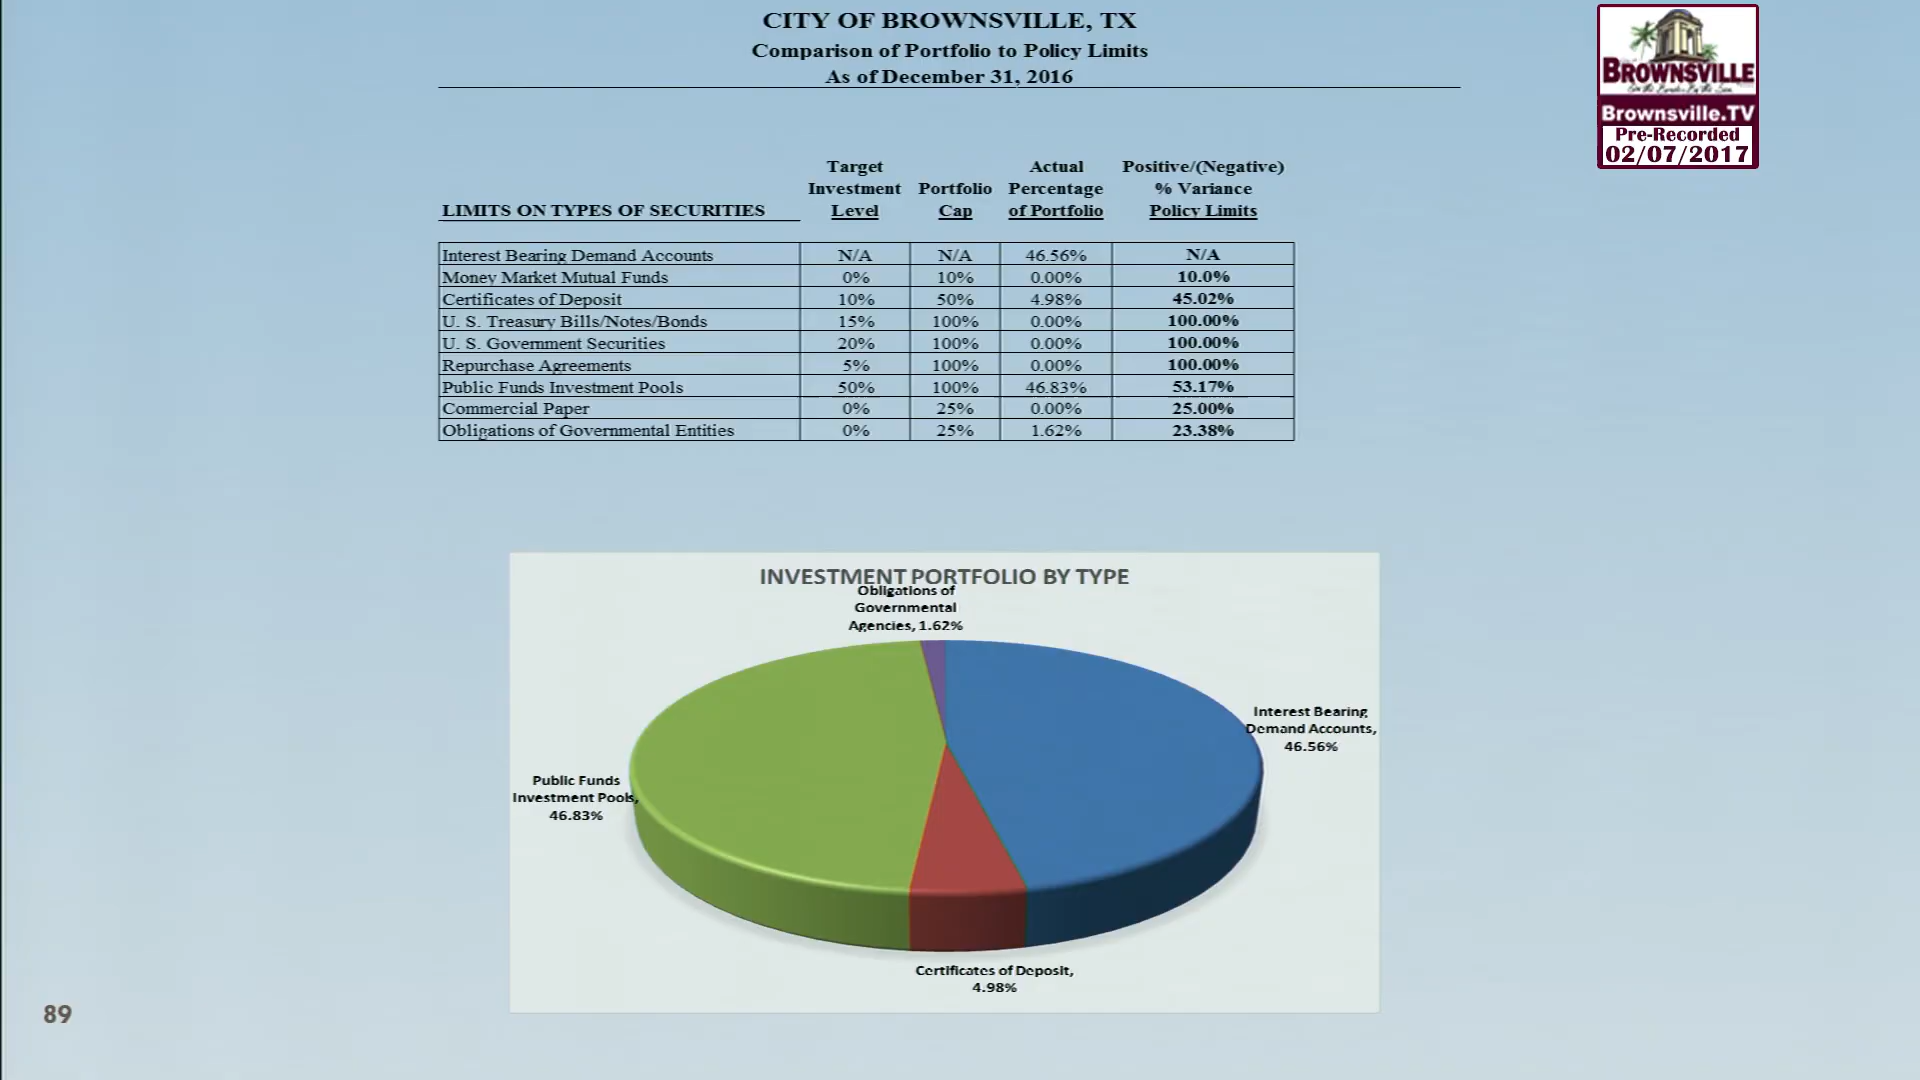 CITY OF BROWNSVILLE, TX
Comparison of Portfolio to Policy Limits
As of December 31, 2016
BROWNSVILLE
Brownsville.TV
Pre-Recorded
02/07/2017
Target Actual Positive/(Negative)
Investment Portfolio Percentage % Variance
LIMITS ON TYPES OF SECURITIES Level Cap of Portfolio Policy Limits
Interest Bearing Demand Accounts N/A N/A 46.56% N/A
Money Market Mutual Funds 0% 10% 0.00% 10.0%
Certificates of Deposit 10% 50% 4.98% 45.02%
U. S. Treasury Bills/Notes/Bonds 15% 100% 0.00% 100.00%
U. S. Government Securities 20% 100% 0.00% 100.00%
Repurchase Agreements 5% 100% 0.00% 100.00%
Public Funds Investment Pools 50% 100% 46.83% 53.17%
Commercial Paper 0% 25% 0.00% 25.00%
Obligations of Governmental Entities 0% 25% 1.62% 23.38%
INVESTMENT PORTFOLIO BY TYPE
Obligations of
Governmental
Agencies, 1.62%
Interest Bearing
Demand Accounts,
46.56%
Public Funds
Investment Pools,
46.83%
Certificates of Deposit,
4.98%
89